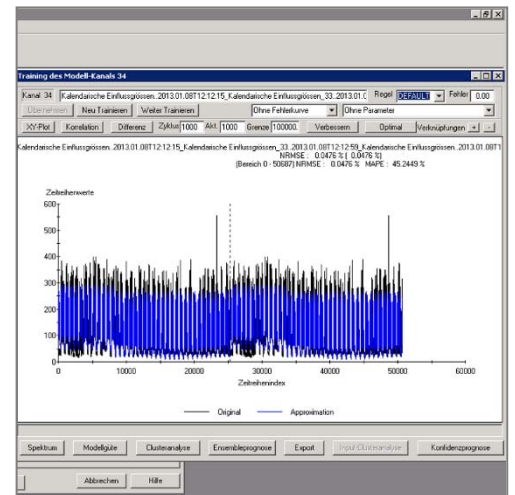 Training des Modell-Kanals 34
Kanal 34 Kalendarische Einflussgrössen..2013.01.08T12:12:15_Kalendarische Einflussgrössen_33..2013.01.0 Regel DEFAULT Fehler 0.00
Übernehmen Neu Trainieren Weiter Trainieren Ohne Fehlerkurve Ohne Parameter
XY-Plot Korrelation Differenz Zyklus 1000 Akt. 1000 Grenze 100000. Verbessern Optimal Verknüpfungen + -
Kalendarische Einflussgrössen..2013.01.08T12:12:15_Kalendarische Einflussgrössen_33..2013.01.08T12:12:59_Kalendarische Einflussgrössen..2013.01.08T1
NRMSE : 0.0476 % ( 0.0476 %)
(Bereich 0 - 50687) NRMSE : 0.0476 % MAPE : 45.2449 %
Zeitreihenwerte
600
500
400
300
200
100
0
0 10000 20000 30000 40000 50000 60000
Zeitreihenindex
Original Approximation
Spektrum Modellgüte Clusteranalyse Ensembleprognose Export Input-Clusteranalyse Konfidenzprognose
Abbrechen Hilfe